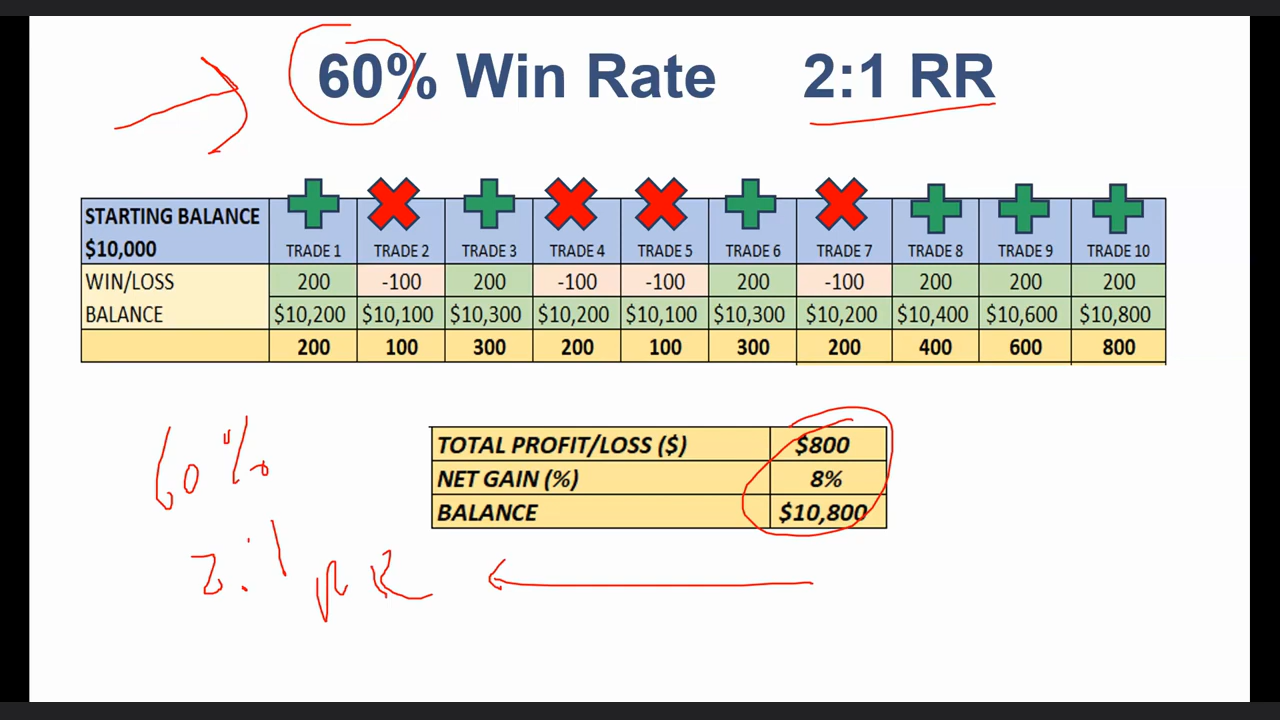 60% Win Rate 2:1 RR
STARTING BALANCE
$10,000 TRADE 1 TRADE 2 TRADE 3 TRADE 4 TRADE 5 TRADE 6 TRADE 7 TRADE 8 TRADE 9 TRADE 10
WIN/LOSS 200 -100 200 -100 -100 200 -100 200 200 200
BALANCE $10,200 $10,100 $10,300 $10,200 $10,100 $10,300 $10,200 $10,400 $10,600 $10,800
200 100 300 200 100 300 200 400 600 800
TOTAL PROFIT/LOSS ($) $800
NET GAIN (%) 8%
BALANCE $10,800
60%
2:1 RR